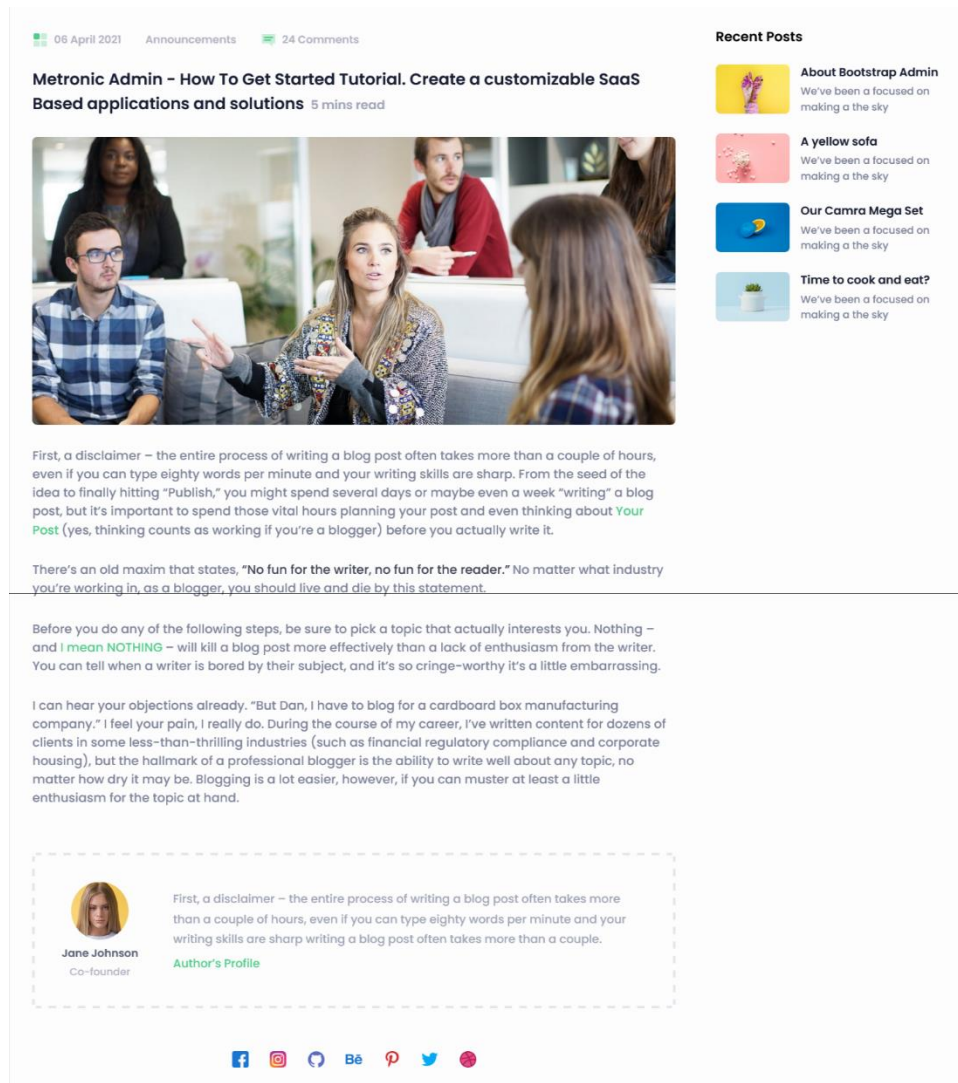 06 April 2021 Announcements 24 Comments
Metronic Admin - How To Get Started Tutorial. Create a customizable SaaS
Based applications and solutions 5 mins read
First, a disclaimer – the entire process of writing a blog post often takes more than a couple of hours,
even if you can type eighty words per minute and your writing skills are sharp. From the seed of the
idea to finally hitting “Publish,” you might spend several days or maybe even a week “writing” a blog
post, but it’s important to spend those vital hours planning your post and even thinking about Your
Post (yes, thinking counts as working if you’re a blogger) before you actually write it.
There’s an old maxim that states, “No fun for the writer, no fun for the reader.” No matter what industry
you’re working in, as a blogger, you should live and die by this statement.
Before you do any of the following steps, be sure to pick a topic that actually interests you. Nothing –
and I mean NOTHING – will kill a blog post more effectively than a lack of enthusiasm from the writer.
You can tell when a writer is bored by their subject, and it’s so cringe-worthy it’s a little embarrassing.
I can hear your objections already. “But Dan, I have to blog for a cardboard box manufacturing
company.” I feel your pain, I really do. During the course of my career, I’ve written content for dozens of
clients in some less-than-thrilling industries (such as financial regulatory compliance and corporate
housing), but the hallmark of a professional blogger is the ability to write well about any topic, no
matter how dry it may be. Blogging is a lot easier, however, if you can muster at least a little
enthusiasm for the topic at hand.
Jane Johnson
Co-founder
First, a disclaimer – the entire process of writing a blog post often takes more
than a couple of hours, even if you can type eighty words per minute and your
writing skills are sharp writing a blog post often takes more than a couple.
Author’s Profile
Bē
Recent Posts
About Bootstrap Admin
We’ve been a focused on
making a the sky
A yellow sofa
We’ve been a focused on
making a the sky
Our Camra Mega Set
We’ve been a focused on
making a the sky
Time to cook and eat?
We’ve been a focused on
making a the sky